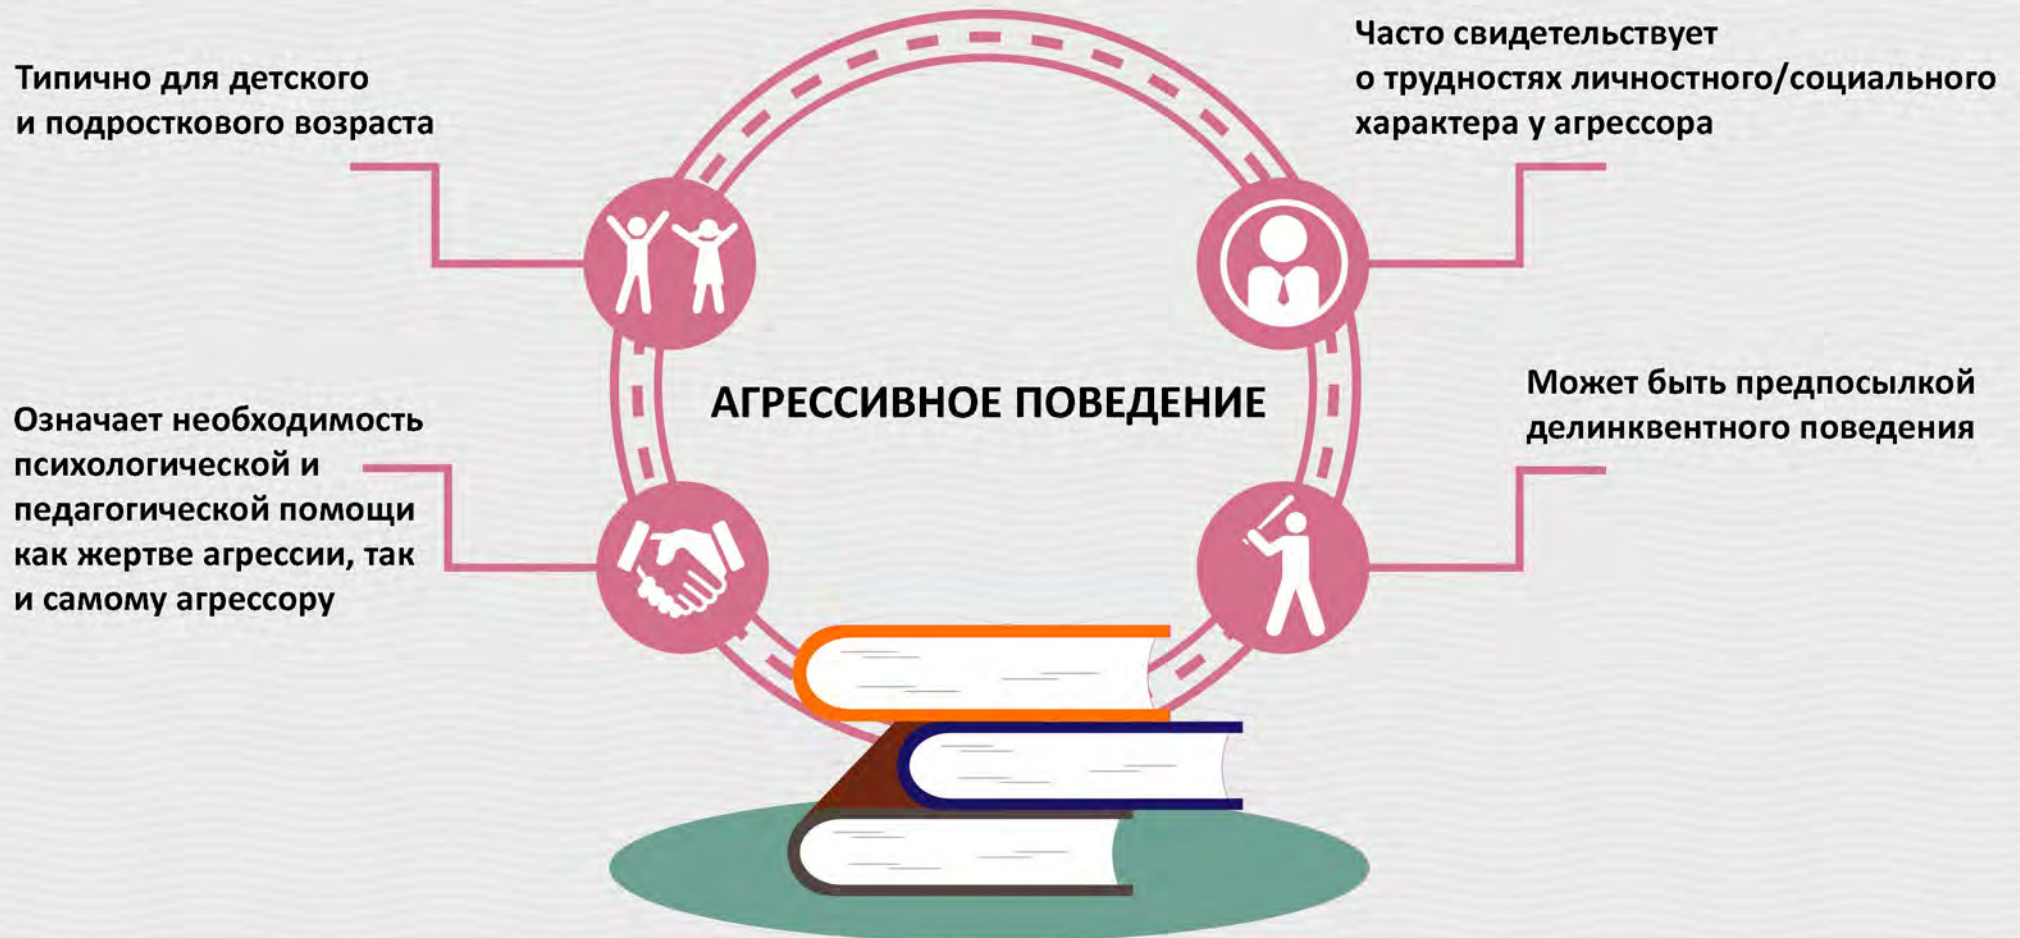 Типично для детского
и подросткового возраста
Часто свидетельствует
о трудностях личностного/социального
характера у агрессора
АГРЕССИВНОЕ ПОВЕДЕНИЕ
Означает необходимость
психологической и
педагогической помощи
как жертве агрессии, так
и самому агрессору
Может быть предпосылкой
делинквентного поведения